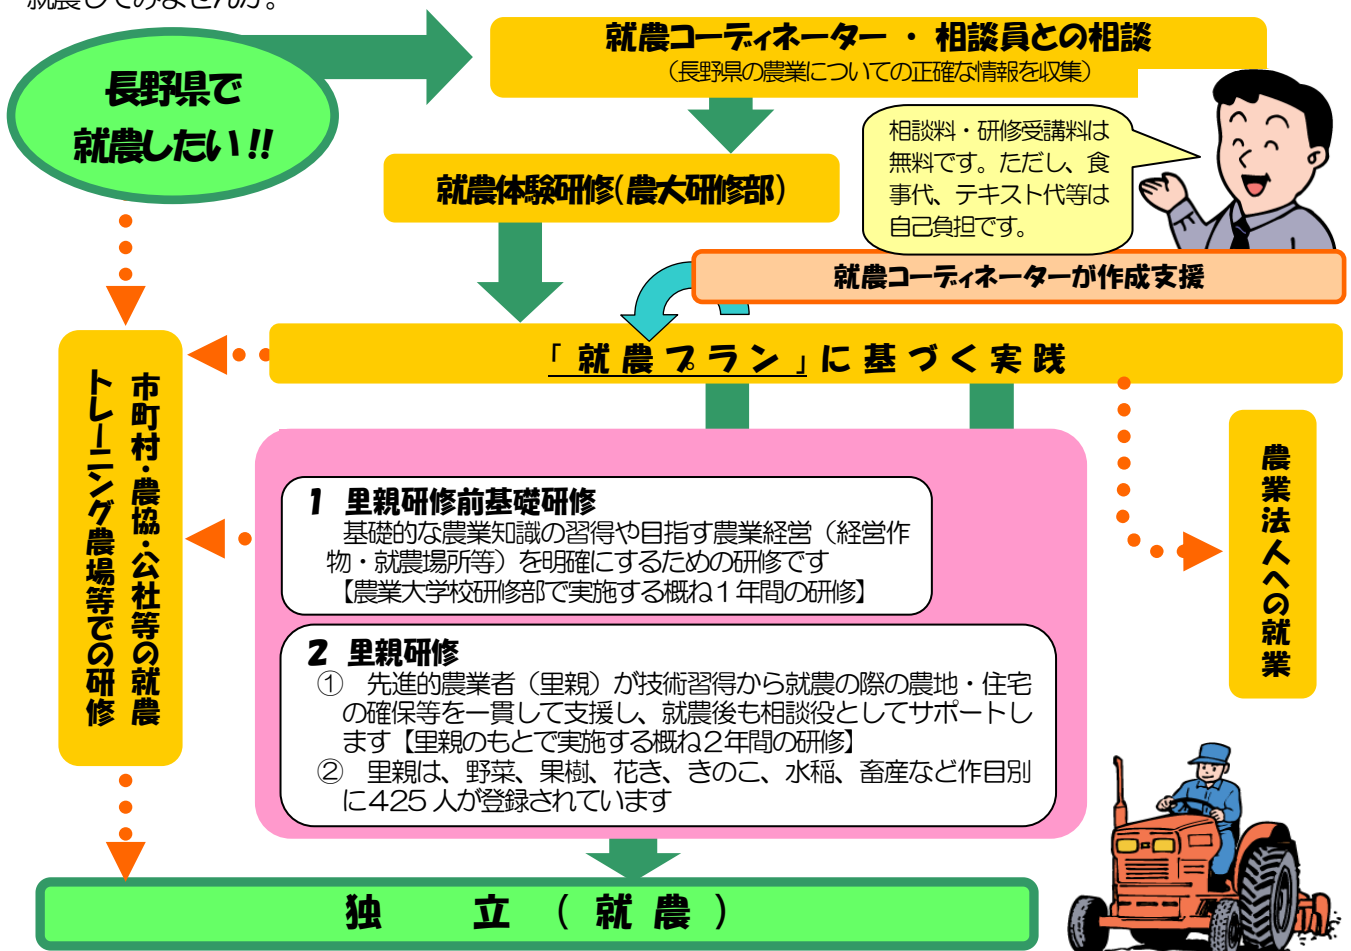 就農してみませんか。
長野県で
就農したい!!
就農コーディネーター ・ 相談員との相談
（長野県の農業についての正確な情報を収集）
相談料・研修受講料は
無料です。ただし、食
事代、テキスト代等は
自己負担です。
就農体験研修(農大研修部)
就農コーディネーターが作成支援
「就農プラン」に基づく実践
市町村・農協・公社等の就農
トレーニング農場等での研修
農業法人への就業
1 里親研修前基礎研修
基礎的な農業知識の習得や目指す農業経営（経営作
物・就農場所等）を明確にするための研修です
【農業大学校研修部で実施する概ね１年間の研修】
2 里親研修
① 先進的農業者（里親）が技術習得から就農の際の農地・住宅
の確保等を一貫して支援し、就農後も相談役としてサポートし
ます【里親のもとで実施する概ね２年間の研修】
② 里親は、野菜、果樹、花き、きのこ、水稲、畜産など作目別
に４２５人が登録されています
独 立 ( 就 農 )